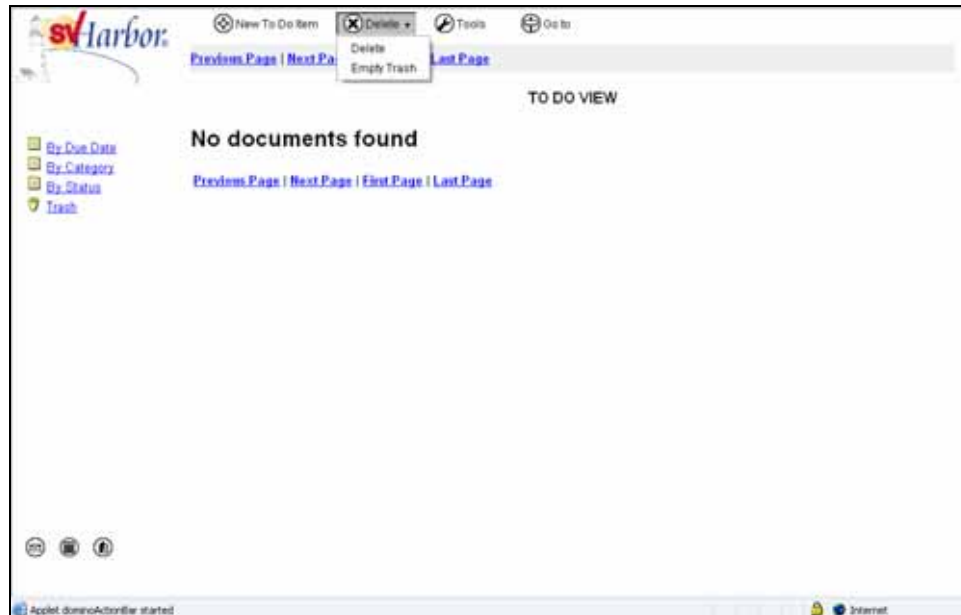 SVHarbor
New To Do Item Delete Tools Go to
Previous Page | Next Pa Last Page
Delete
Empty Trash
TO DO VIEW
No documents found
By Due Date
By Category
By Status
Trash
Previous Page | Next Page | First Page | Last Page
Applet dominoActionBar started
Internet